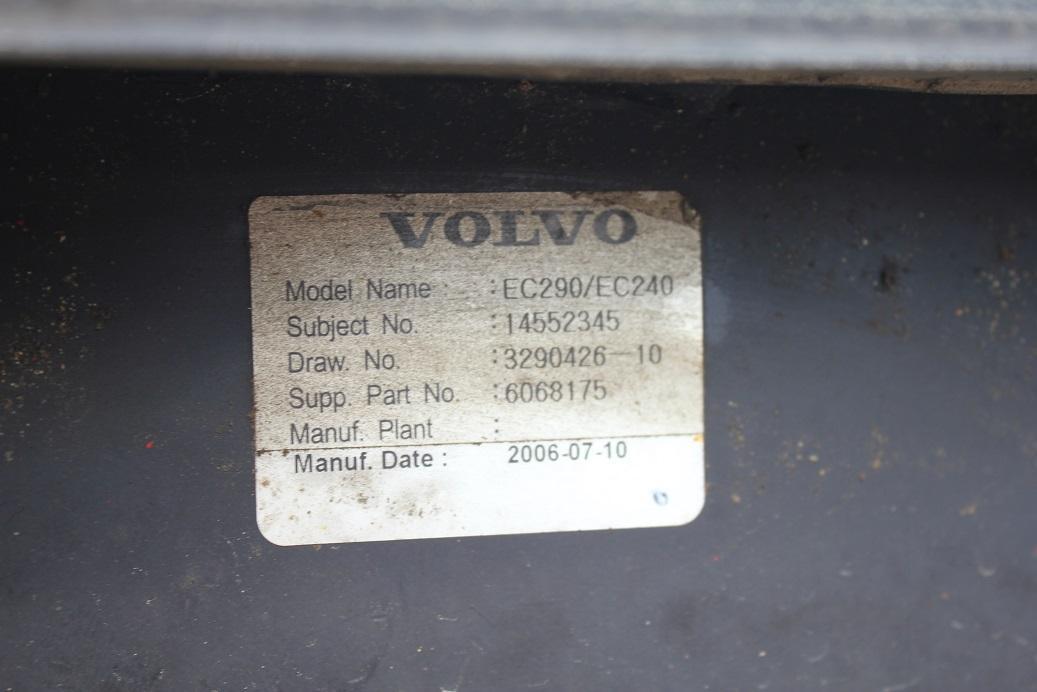 VOLVO
Model Name : :EC290/EC240
Subject No. :14552345
Draw. No. :3290426-10
Supp. Part No. :6068175
Manuf. Plant :
Manuf. Date : 2006-07-10